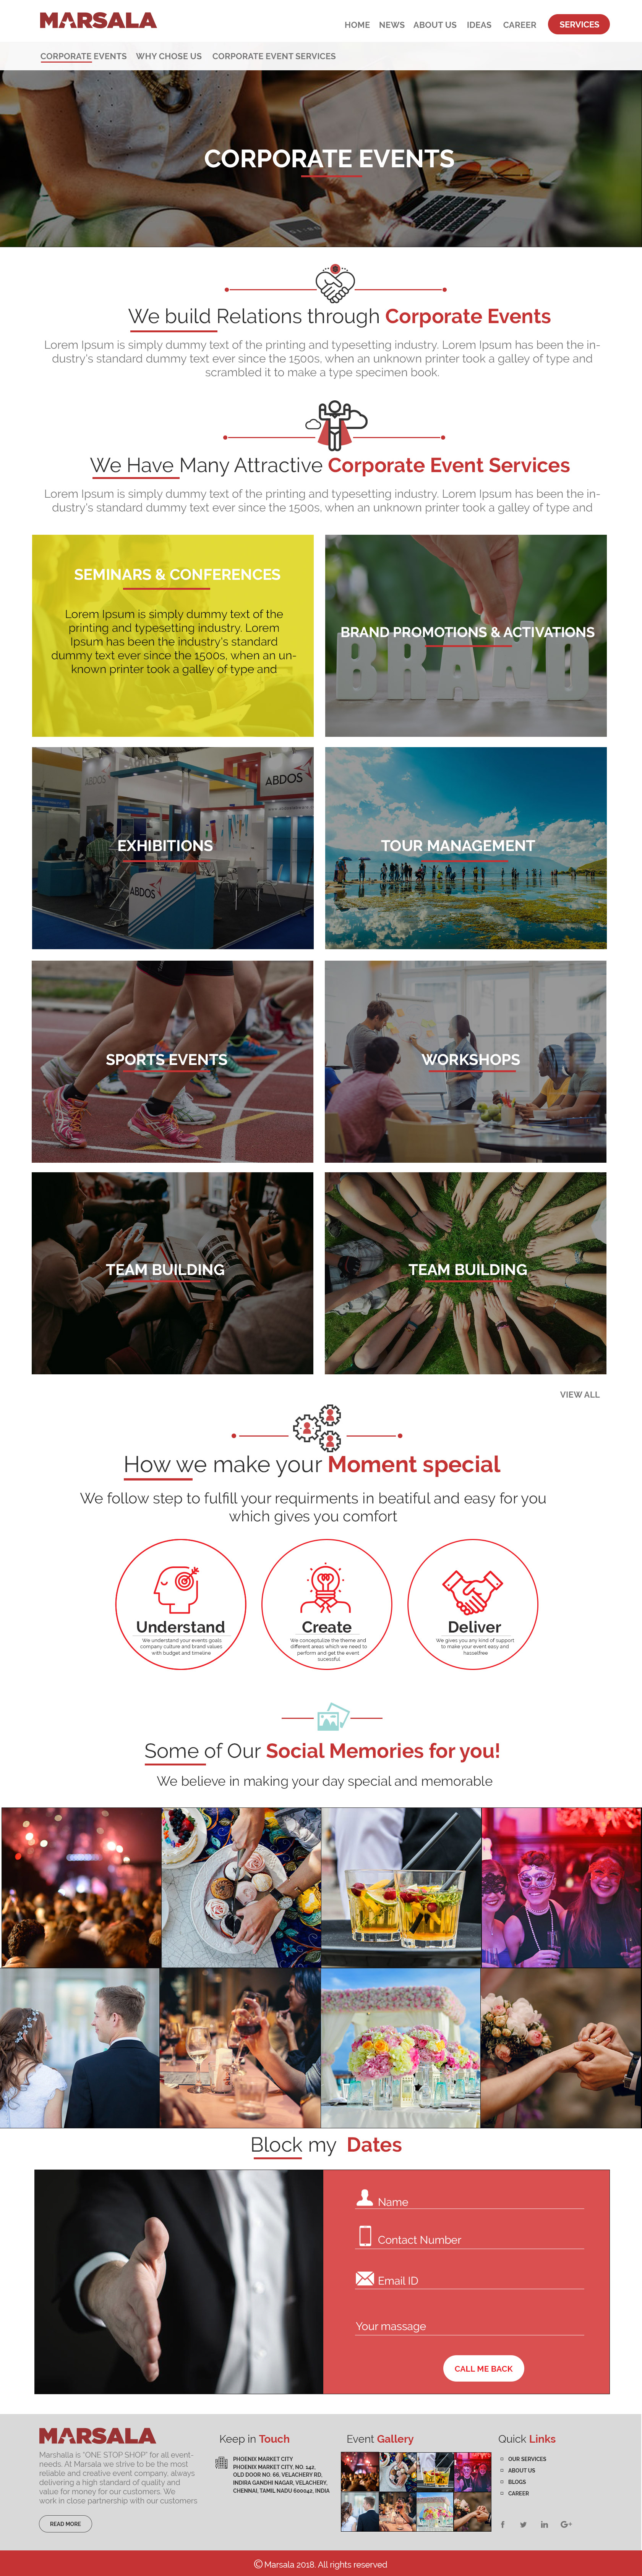 MARSALA
HOME NEWS ABOUT US IDEAS CAREER SERVICES
CORPORATE EVENTS WHY CHOSE US CORPORATE EVENT SERVICES
CORPORATE EVENTS
We build Relations through Corporate Events
Lorem Ipsum is simply dummy text of the printing and typesetting industry. Lorem Ipsum has been the in-
dustry's standard dummy text ever since the 1500s, when an unknown printer took a galley of type and
scrambled it to make a type specimen book.
We Have Many Attractive Corporate Event Services
Lorem Ipsum is simply dummy text of the printing and typesetting industry. Lorem Ipsum has been the in-
dustry's standard dummy text ever since the 1500s, when an unknown printer took a galley of type and
SEMINARS & CONFERENCES
Lorem Ipsum is simply dummy text of the
printing and typesetting industry. Lorem
Ipsum has been the industry's standard
dummy text ever since the 1500s, when an un-
known printer took a galley of type and
BRAND PROMOTIONS & ACTIVATIONS
BRAND
ABDOS
ABDOS
EXHIBITIONS
ABDOS
TOUR MANAGEMENT
SPORTS EVENTS
WORKSHOPS
TEAM BUILDING
TEAM BUILDING
VIEW ALL
How we make your Moment special
We follow step to fulfill your requirments in beatiful and easy for you
which gives you comfort
Understand
We understand your events goals
company culture and brand values
with budget and timeline
Create
We conceptulize the theme and
different areas which we need to
perform and get the event
sucessful
Deliver
We gives you any kind of support
to make your event easy and
hasselfree
Some of Our Social Memories for you!
We believe in making your day special and memorable
Block my Dates
Name
Contact Number
Email ID
Your massage
CALL ME BACK
MARSALA
Marshalla is "ONE STOP SHOP" for all event-
needs. At Marsala we strive to be the most
reliable and creative event company, always
delivering a high standard of quality and
value for money for our customers. We
work in close partnership with our customers
READ MORE
Keep in Touch
PHOENIX MARKET CITY
PHOENIX MARKET CITY, NO. 142,
OLD DOOR NO. 66, VELACHERY RD,
INDIRA GANDHI NAGAR, VELACHERY,
CHENNAI, TAMIL NADU 600042, INDIA
Event Gallery
Quick Links
OUR SERVICES
ABOUT US
BLOGS
CAREER
f in G+
© Marsala 2018. All rights reserved